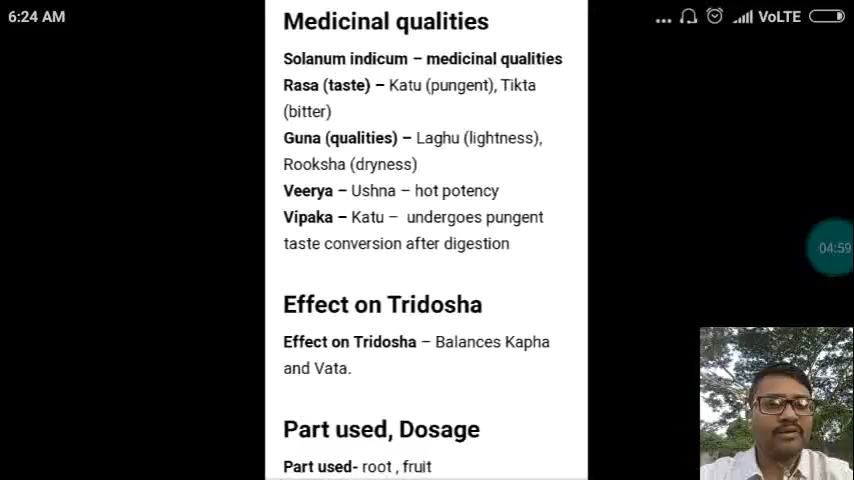 6:24 AM
VoLTE
Medicinal qualities
Solanum indicum – medicinal qualities
Rasa (taste) – Katu (pungent), Tikta
(bitter)
Guna (qualities) – Laghu (lightness),
Rooksha (dryness)
Veerya – Ushna – hot potency
Vipaka – Katu – undergoes pungent
taste conversion after digestion
04:59
Effect on Tridosha
Effect on Tridosha – Balances Kapha
and Vata.
Part used, Dosage
Part used- root , fruit